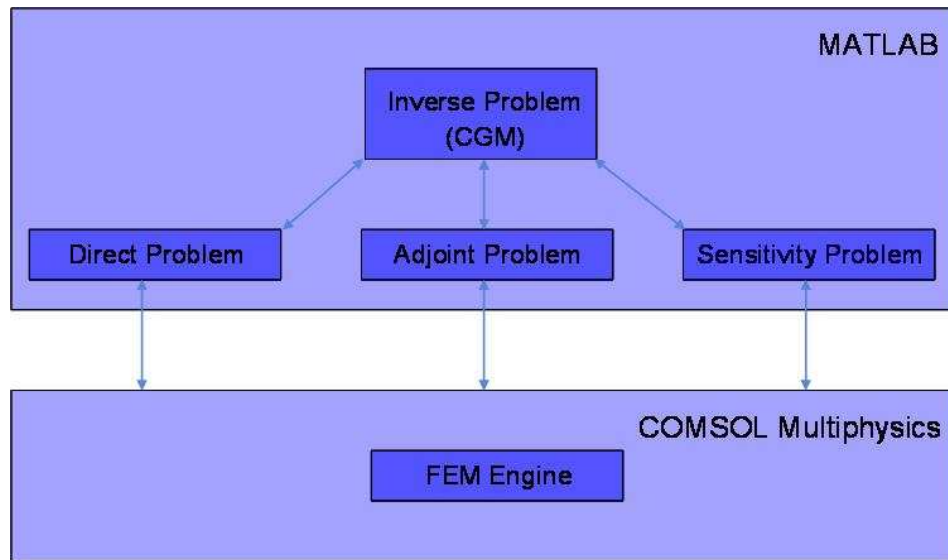 MATLAB
Inverse Problem
(CGM)
Direct Problem
Adjoint Problem
Sensitivity Problem
COMSOL Multiphysics
FEM Engine